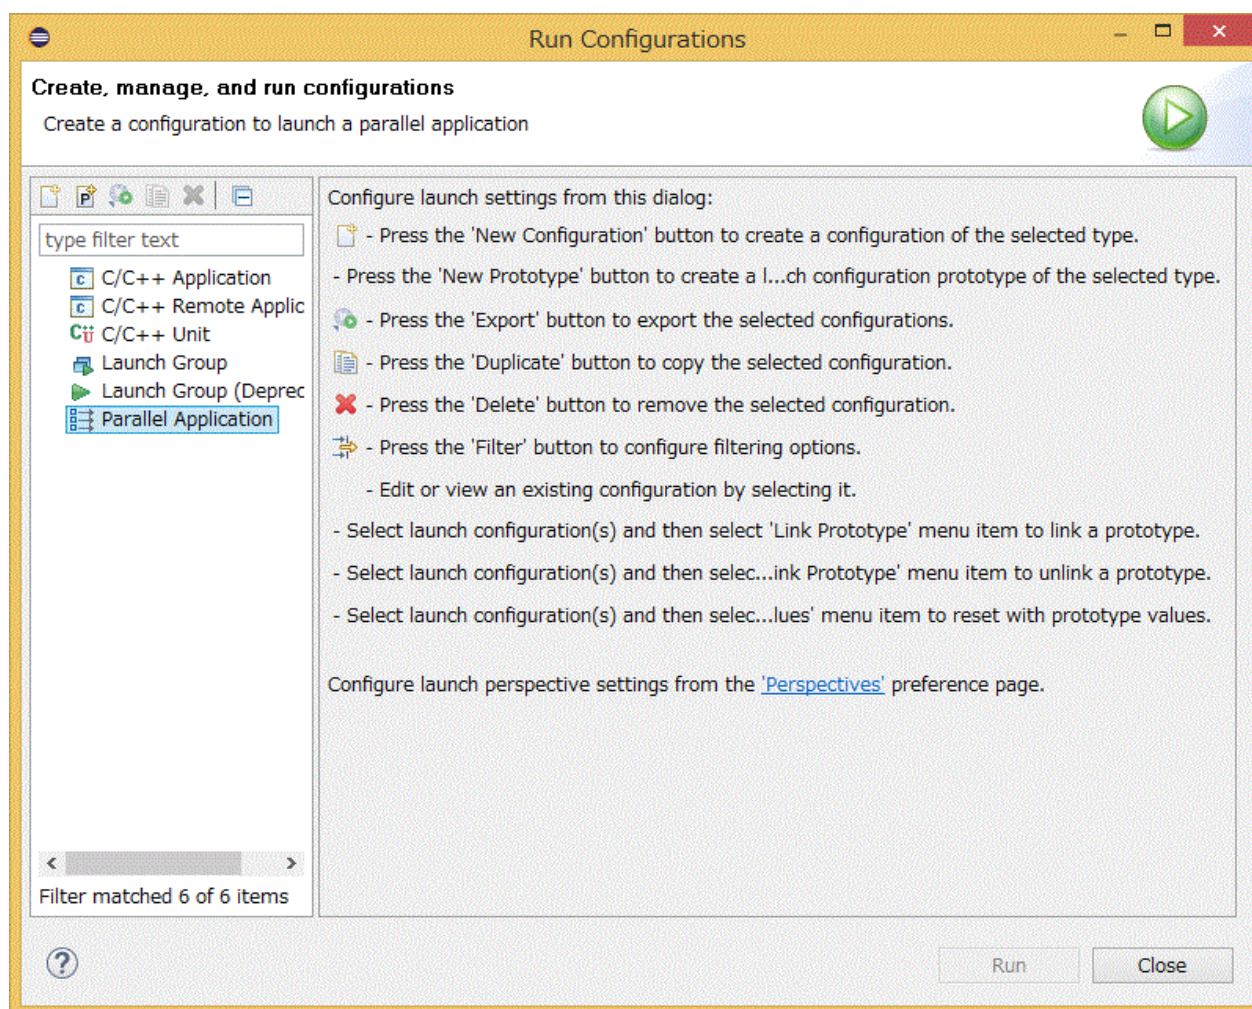 Run Configurations
Create, manage, and run configurations
Create a configuration to launch a parallel application
type filter text
C/C++ Application
C/C++ Remote Applic
C/C++ Unit
Launch Group
Launch Group (Deprec
Parallel Application
Filter matched 6 of 6 items
Configure launch settings from this dialog:
- Press the 'New Configuration' button to create a configuration of the selected type.
- Press the 'New Prototype' button to create a l...ch configuration prototype of the selected type.
- Press the 'Export' button to export the selected configurations.
- Press the 'Duplicate' button to copy the selected configuration.
- Press the 'Delete' button to remove the selected configuration.
- Press the 'Filter' button to configure filtering options.
- Edit or view an existing configuration by selecting it.
- Select launch configuration(s) and then select 'Link Prototype' menu item to link a prototype.
- Select launch configuration(s) and then selec...ink Prototype' menu item to unlink a prototype.
- Select launch configuration(s) and then selec...lues' menu item to reset with prototype values.
Configure launch perspective settings from the 'Perspectives' preference page.
Run
Close